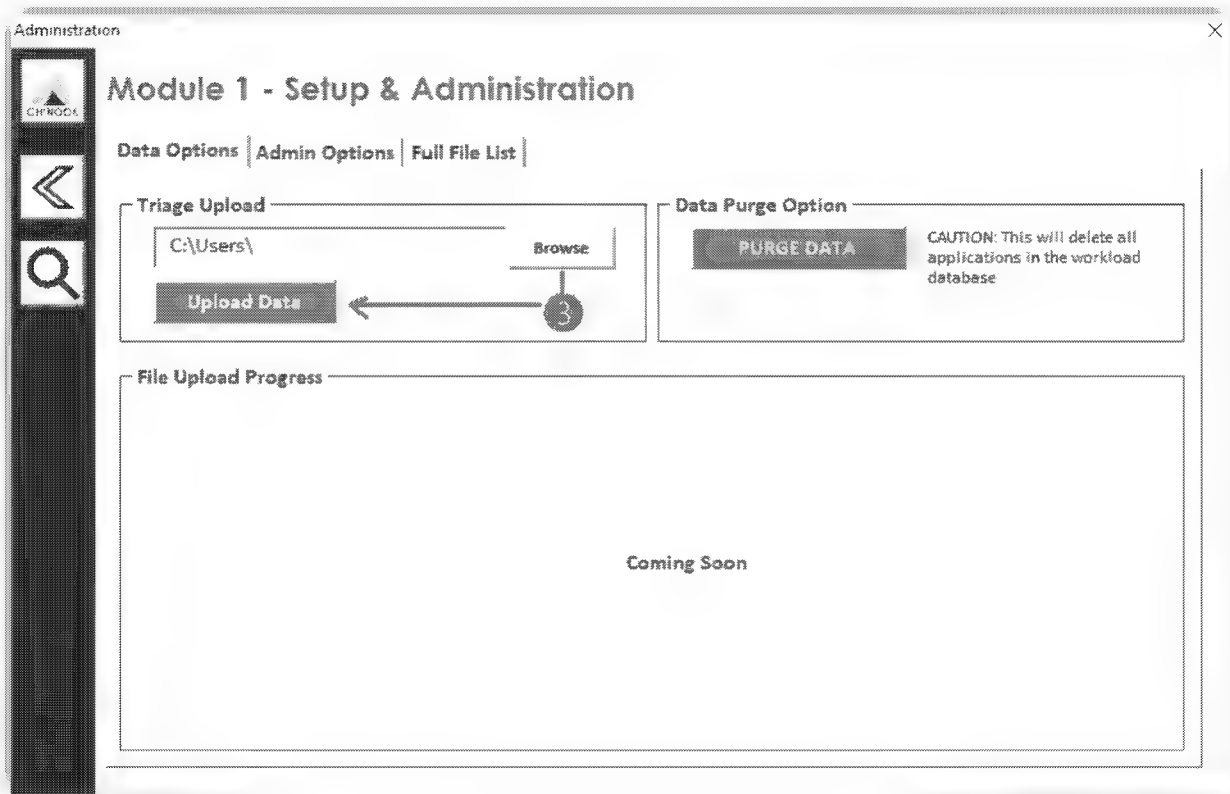 Administration
CHINOOK
Module 1 - Setup & Administration
Data Options
Admin Options
Full File List
Triage Upload
C:\Users\
Browse
Upload Data
3
Data Purge Option
PURGE DATA
CAUTION: This will delete all
applications in the workload
database
File Upload Progress
Coming Soon